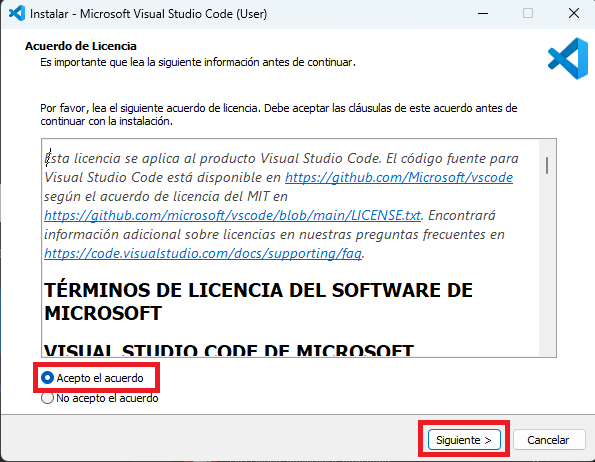 Instalar - Microsoft Visual Studio Code (User)
Acuerdo de Licencia
Es importante que lea la siguiente información antes de continuar.
Por favor, lea el siguiente acuerdo de licencia. Debe aceptar las cláusulas de este acuerdo antes de
continuar con la instalación.
Esta licencia se aplica al producto Visual Studio Code. El código fuente para
Visual Studio Code está disponible en https://github.com/Microsoft/vscode
según el acuerdo de licencia del MIT en
https://github.com/microsoft/vscode/blob/main/LICENSE.txt. Encontrará
información adicional sobre licencias en nuestras preguntas frecuentes en
https://code.visualstudio.com/docs/supporting/faq.
TÉRMINOS DE LICENCIA DEL SOFTWARE DE
MICROSOFT
VISUAL STUDIO CODE DE MICROSOFT
Acepto el acuerdo
No acepto el acuerdo
Siguiente >
Cancelar